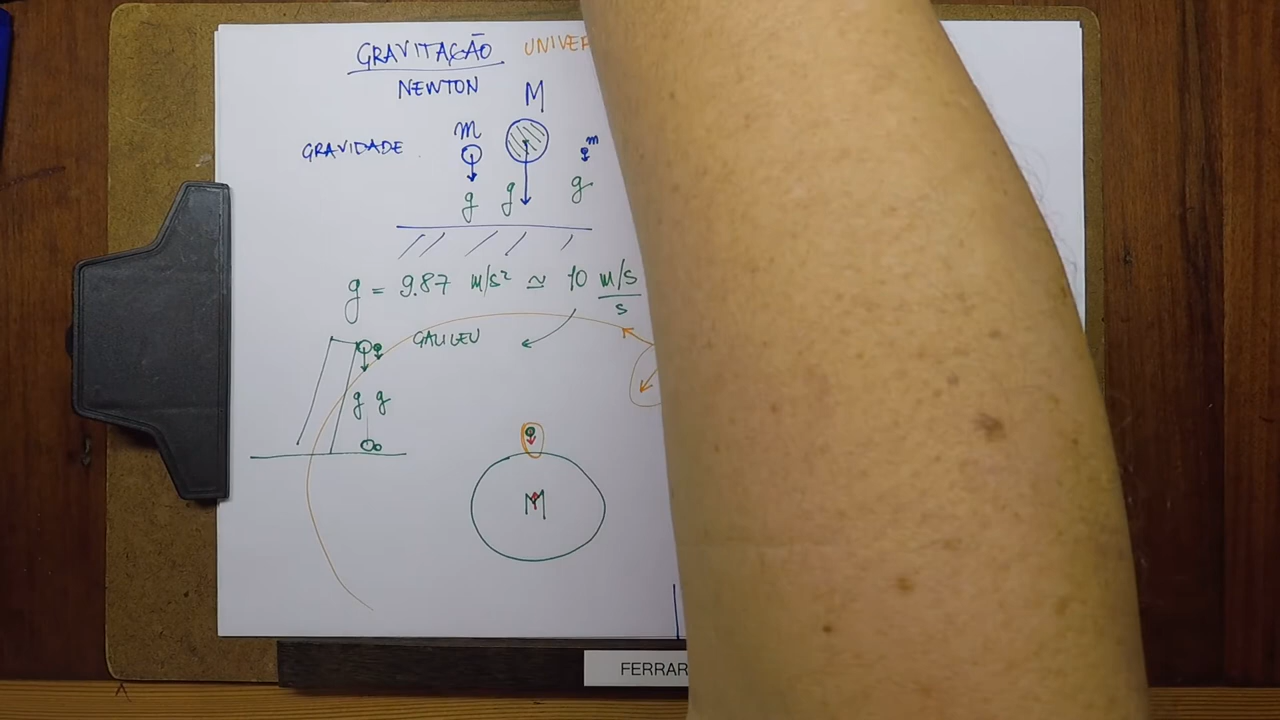 GRAVITAÇÃO
NEWTON
M
m
m
GRAVIDADE
g g g
g = 9.87 m/s² ≃ 10 m/s
s
GALILEU
g g
M